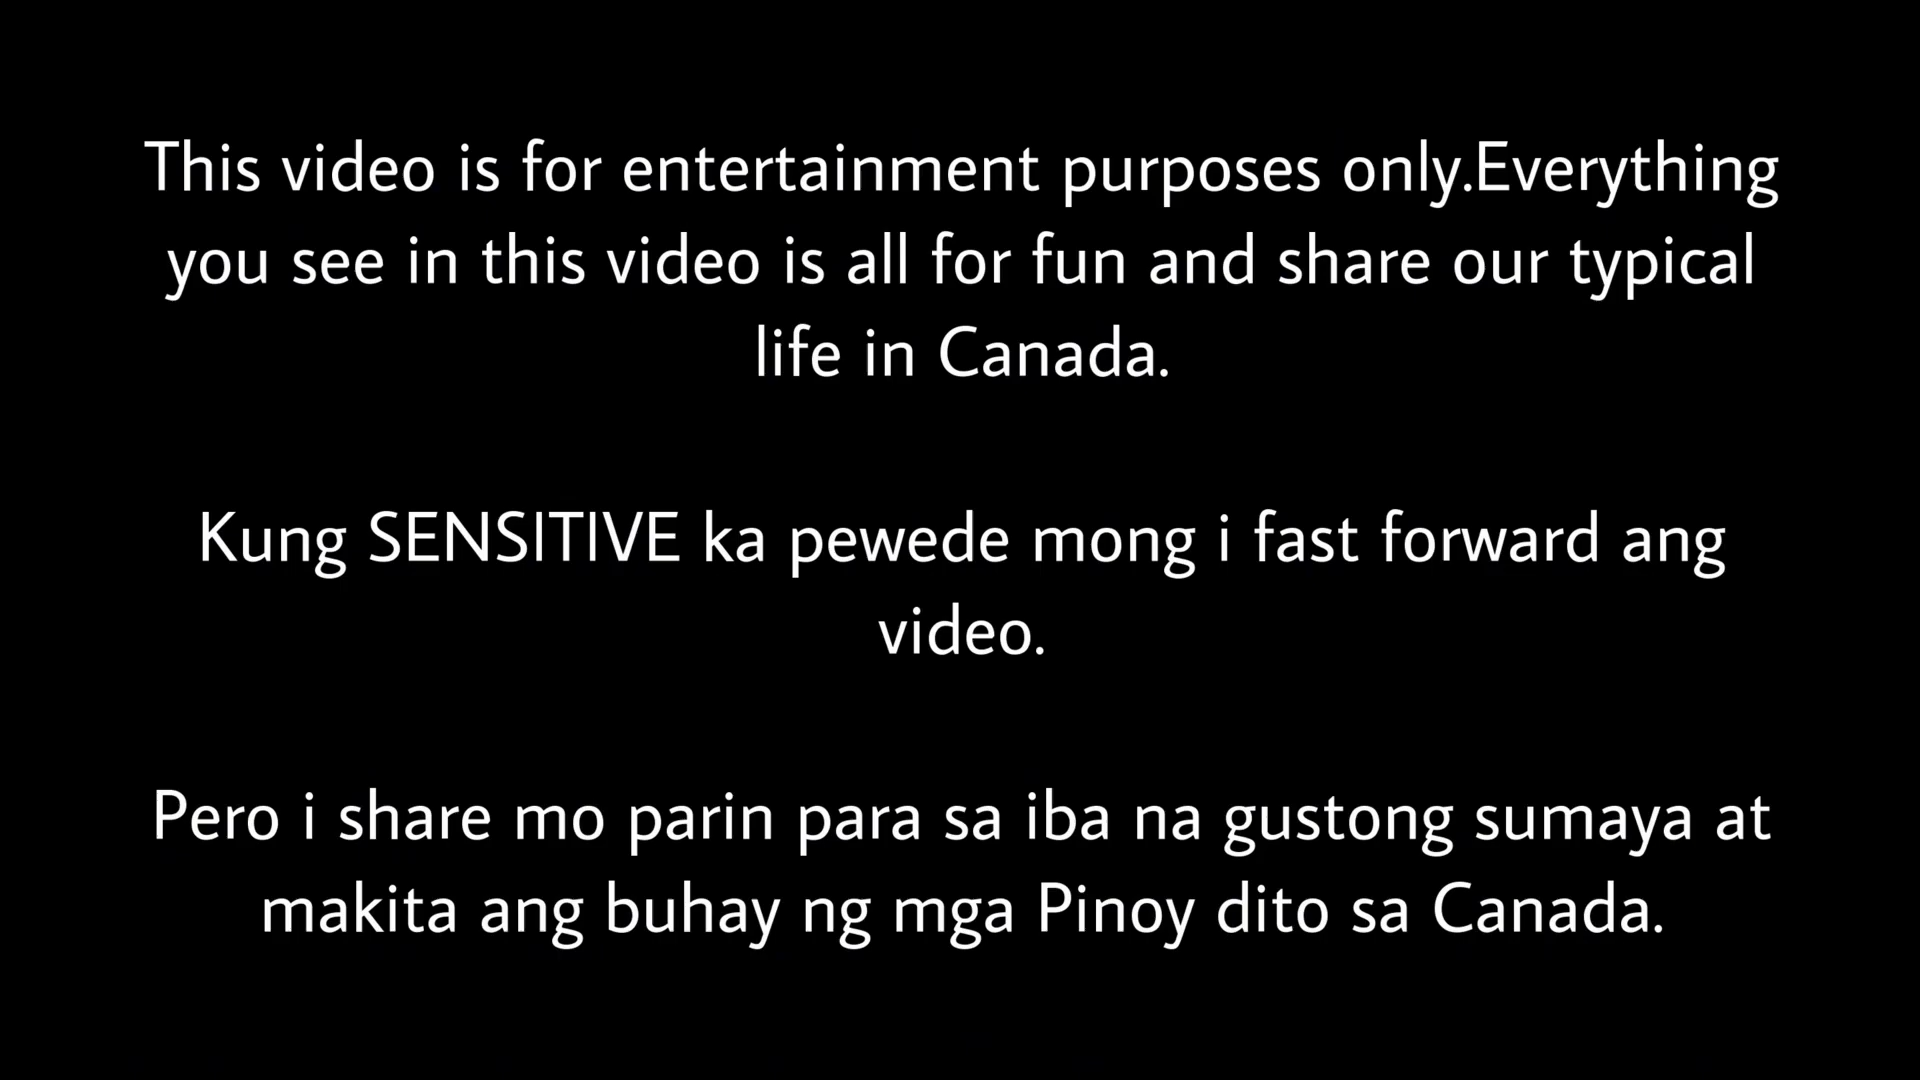 This video is for entertainment purposes only.Everything
you see in this video is all for fun and share our typical
life in Canada.
Kung SENSITIVE ka pewede mong i fast forward ang
video.
Pero i share mo parin para sa iba na gustong sumaya at
makita ang buhay ng mga Pinoy dito sa Canada.